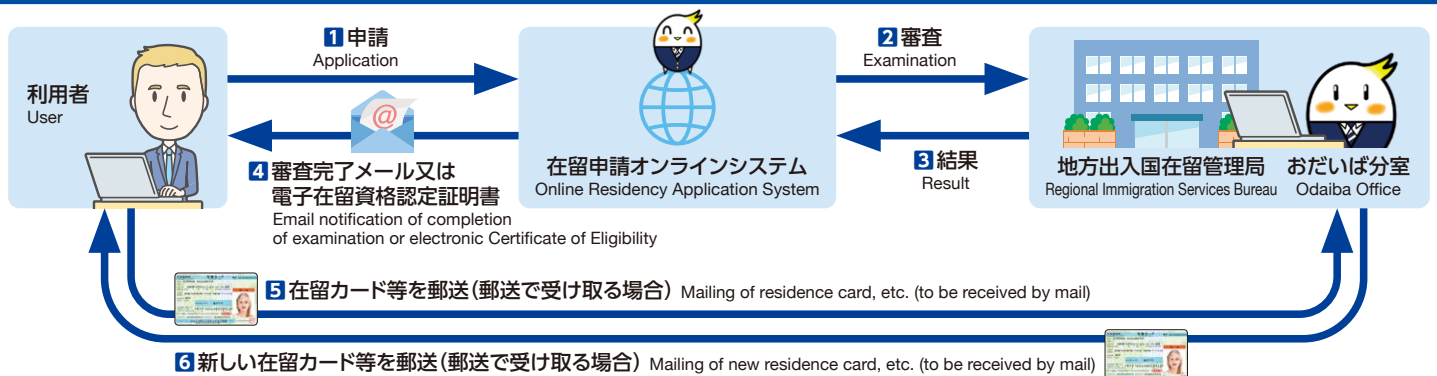 1 申請
Application
2 審査
Examination
利用者
User
@
4 審査完了メール又は
電子在留資格認定証明書
Email notification of completion
of examination or electronic Certificate of Eligibility
在留申請オンラインシステム
Online Residency Application System
3 結果
Result
地方出入国在留管理局
Regional Immigration Services Bureau
おだいば分室
Odaiba Office
5 在留カード等を郵送（郵送で受け取る場合） Mailing of residence card, etc. (to be received by mail)
6 新しい在留カード等を郵送（郵送で受け取る場合） Mailing of new residence card, etc. (to be received by mail)